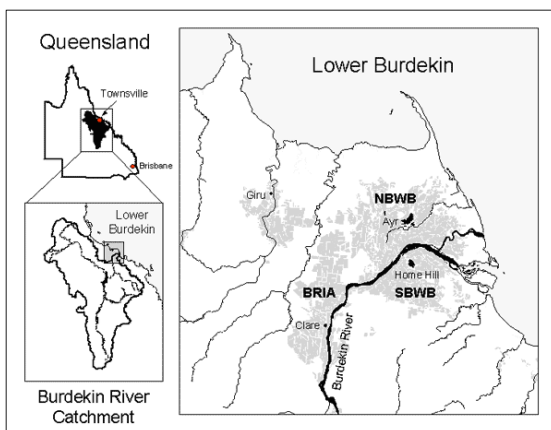 Queensland
Townsville
Brisbane
Lower
Burdekin
Burdekin River
Catchment
Lower Burdekin
Giru
NBWB
Ayr
Home Hill
BRIA
SBWB
Clare
Burdekin River